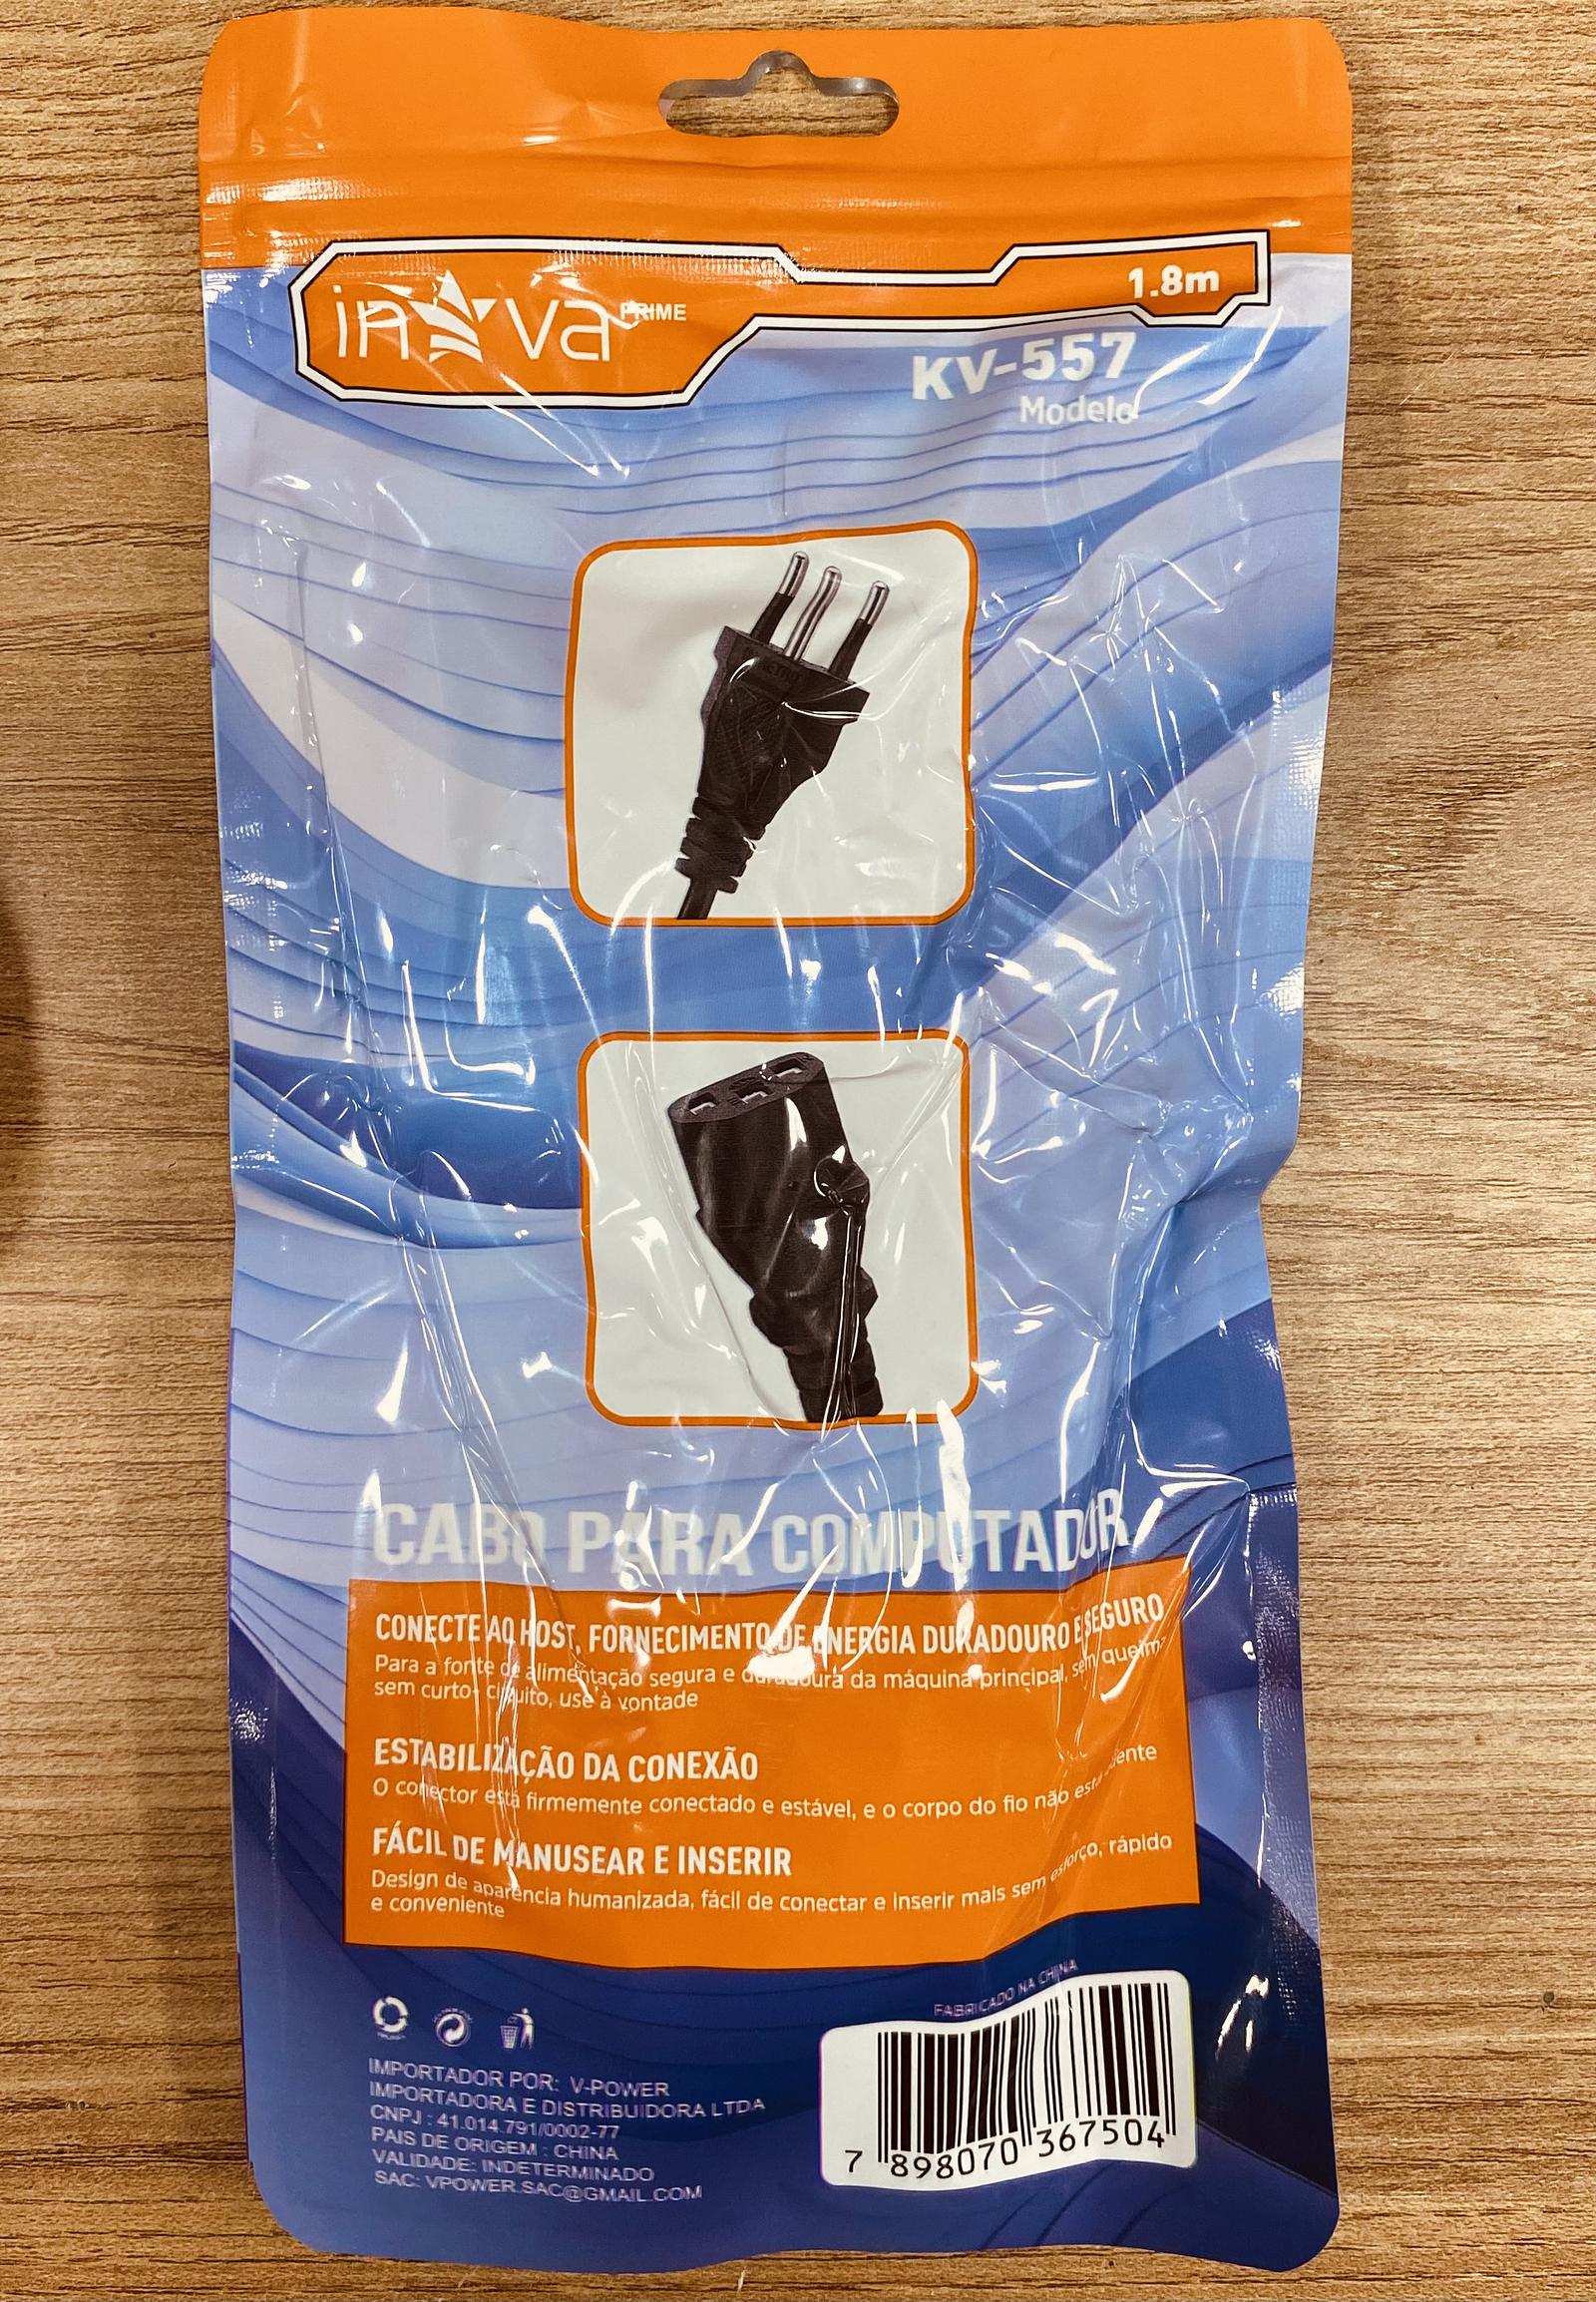 inova PRIME
1.8m
KV-557
Modelo
CABO PARA COMPUTADOR
CONECTE AO HOST, FORNECIMENTO DE ENERGIA DURADOURO E SEGURO
Para a fonte de alimentação segura e duradoura da máquina principal, sem
sem curto- circuito, use à vontade
ESTABILIZAÇÃO DA CONEXÃO
O conector está firmemente conectado e estável, e o corpo do fio não está
FÁCIL DE MANUSEAR E INSERIR
Design de aparência humanizada, fácil de conectar e inserir mais sem esforço, rápido
e conveniente
FABRICADO NA CHINA
IMPORTADOR POR: V-POWER
IMPORTADORA E DISTRIBUIDORA LTDA
CNPJ : 41.014.791/0002-77
PAIS DE ORIGEM : CHINA
VALIDADE: INDETERMINADO
SAC: VPOWER.SAC@GMAIL.COM
7 898070 367504